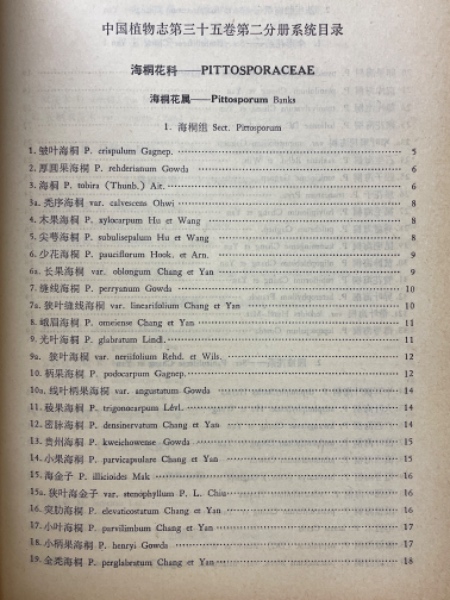 中国植物志第三十五卷第二分册系统目录
海桐花科——PITTOSPORACEAE
海桐花属——Pittosporum Banks
1. 海桐组 Sect. Pittosporum
1. 皱叶海桐 P. crispulum Gagnep. 5
2. 厚圆果海桐 P. rehderianum Gowda 6
3. 海桐 P. tobira (Thunb.) Ait. 6
3a. 秃序海桐 var. calvescens Ohwi 8
4. 木果海桐 P. xylocarpum Hu et Wang 8
5. 尖萼海桐 P. subulisepalum Hu et Wang 8
6. 少花海桐 P. pauciflorum Hook. et Arn. 9
6a. 长果海桐 var. oblongum Chang et Yan 9
7. 缝线海桐 P. perryanum Gowda 10
7a. 狭叶缝线海桐 var. linearifolium Chang et Yan 10
8. 峨眉海桐 P. omeiense Chang et Yan 11
9. 光叶海桐 P. glabratum Lindl. 11
9a. 狭叶海桐 var. neriifolium Rehd. et Wils. 12
10. 柄果海桐 P. podocarpum Gagnep. 12
10a. 线叶柄果海桐 var. angustatum Gowda 14
11. 棱果海桐 P. trigonocarpum Lévl. 14
12. 密脉海桐 P. densinervatum Chang et Yan 14
13. 贵州海桐 P. kweichowense Gowda 15
14. 小果海桐 P. parvicapsulare Chang et Yan 15
15. 海金子 P. illicioides Mak 16
15a. 狭叶海金子 var. stenophyllum P. L. Chiu 16
16. 突肋海桐 P. elevaticostatum Chang et Yan 16
17. 小叶海桐 P. parvilimbum Chang et Yan 17
18. 小柄果海桐 P. henryi Gowda 17
19. 全秃海桐 P. perglabratum Chang et Yan 18